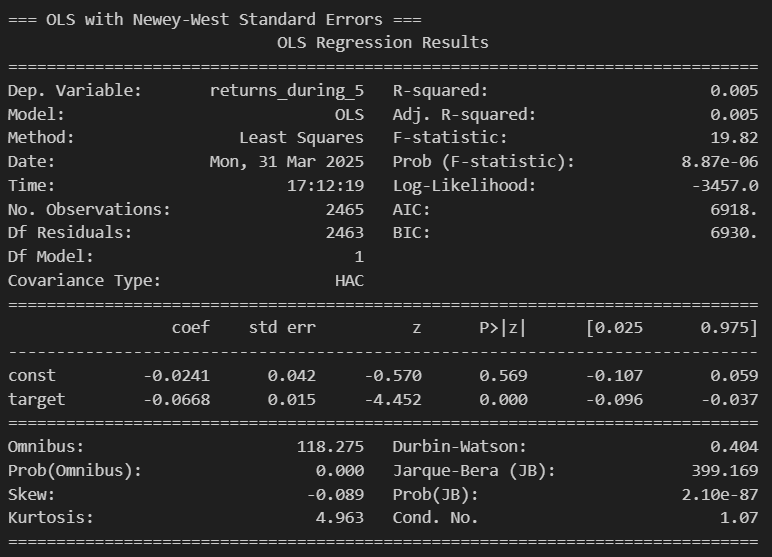 === OLS with Newey-West Standard Errors ===
                            OLS Regression Results
==============================================================================
Dep. Variable:       returns_during_5   R-squared:                       0.005
Model:                            OLS   Adj. R-squared:                  0.005
Method:                 Least Squares   F-statistic:                     19.82
Date:                Mon, 31 Mar 2025   Prob (F-statistic):           8.87e-06
Time:                        17:12:19   Log-Likelihood:                -3457.0
No. Observations:                2465   AIC:                             6918.
Df Residuals:                    2463   BIC:                             6930.
Df Model:                           1
Covariance Type:                  HAC
==============================================================================
                 coef    std err          z      P>|z|      [0.025      0.975]
------------------------------------------------------------------------------
const         -0.0241      0.042     -0.570      0.569      -0.107       0.059
target        -0.0668      0.015     -4.452      0.000      -0.096      -0.037
==============================================================================
Omnibus:                      118.275   Durbin-Watson:                   0.404
Prob(Omnibus):                  0.000   Jarque-Bera (JB):              399.169
Skew:                          -0.089   Prob(JB):                     2.10e-87
Kurtosis:                       4.963   Cond. No.                         1.07
==============================================================================